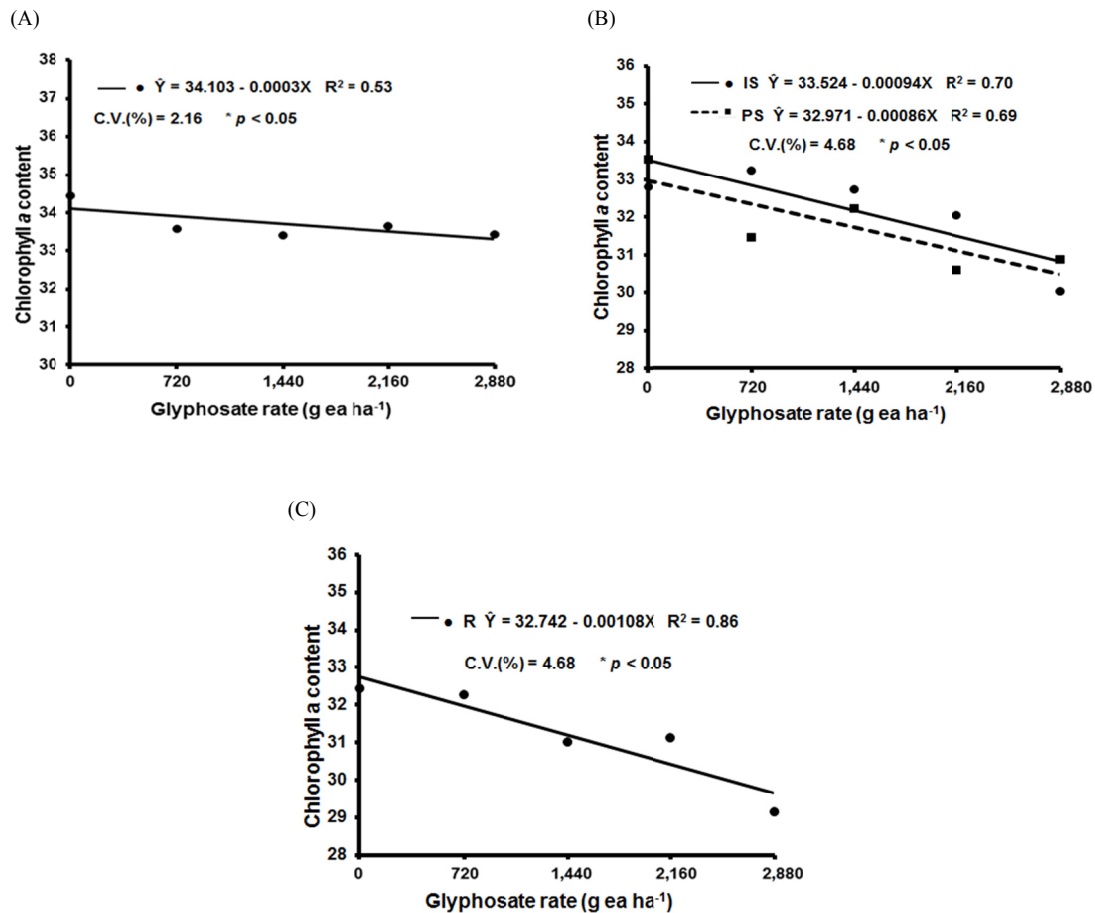 (A)
Ŷ = 34.103 - 0.0003X R² = 0.53
C.V.(%) = 2.16 * p < 0.05
38
37
36
35
34
33
32
31
30
Chlorophyll a content
0 720 1,440 2,160 2,880
Glyphosate rate (g ea ha⁻¹)
(B)
IS Ŷ = 33.524 - 0.00094X R² = 0.70
PS Ŷ = 32.971 - 0.00086X R² = 0.69
C.V.(%) = 4.68 * p < 0.05
36
35
34
33
32
31
30
29
28
Chlorophyll a content
0 720 1,440 2,160 2,880
Glyphosate rate (g ea ha⁻¹)
(C)
R Ŷ = 32.742 - 0.00108X R² = 0.86
C.V.(%) = 4.68 * p < 0.05
36
35
34
33
32
31
30
29
28
Chlorophyll a content
0 720 1,440 2,160 2,880
Glyphosate rate (g ea ha⁻¹)